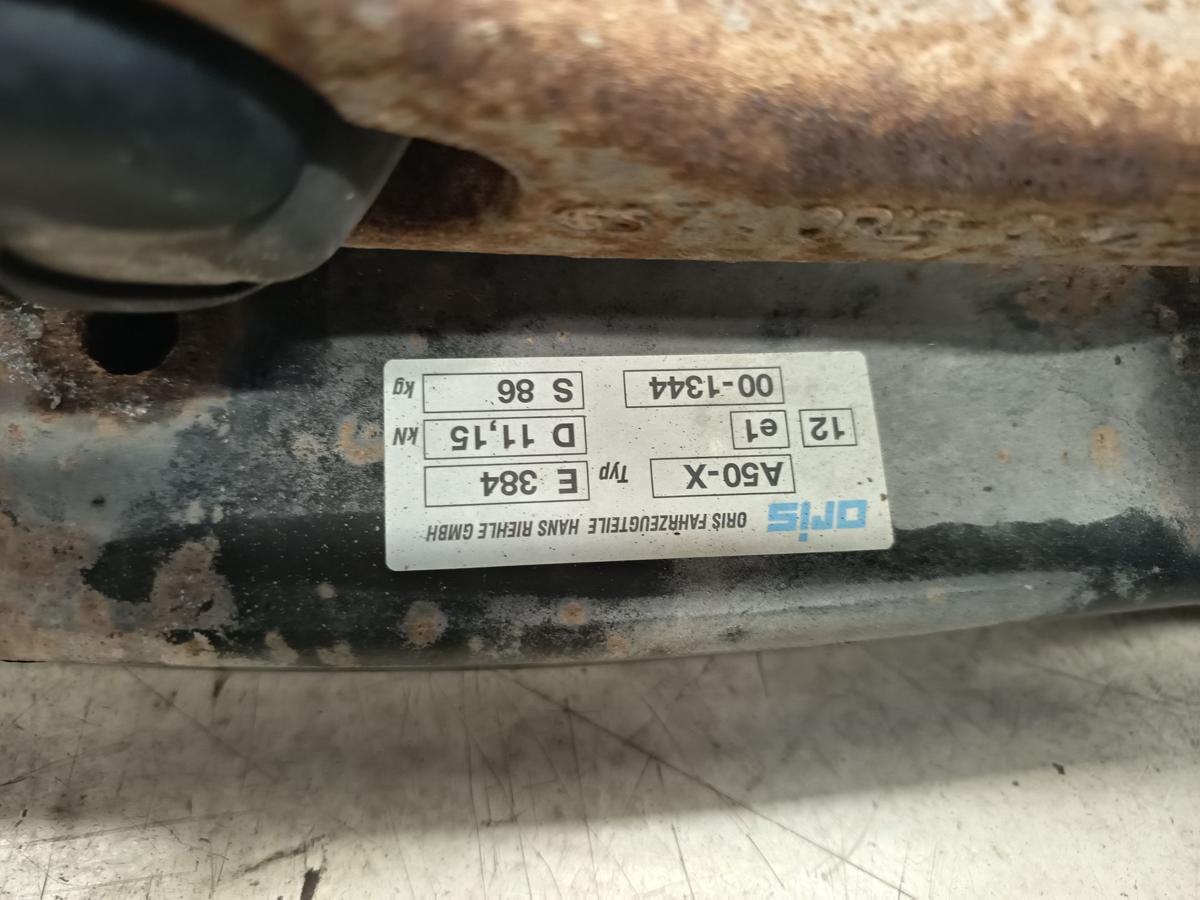 oris ORIS FAHRZEUGTEILE HANS RIEHLE GMBH
A50-X Typ E 384
12 e1 D 11,15 kN
00-1344 S 86 kg